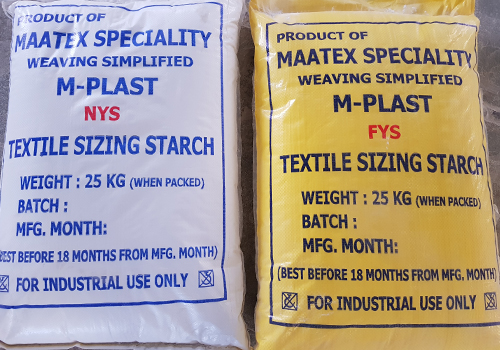 PRODUCT OF
MAATEX SPECIALITY
WEAVING SIMPLIFIED
M-PLAST
NYS
TEXTILE SIZING STARCH
WEIGHT : 25 KG (WHEN PACKED)
BATCH :
MFG. MONTH:
(BEST BEFORE 18 MONTHS FROM MFG. MONTH)
FOR INDUSTRIAL USE ONLY
PRODUCT OF
MAATEX SPECIALITY
WEAVING SIMPLIFIED
M-PLAST
FYS
TEXTILE SIZING STARCH
WEIGHT : 25 KG (WHEN PACKED)
BATCH :
MFG. MONTH:
(BEST BEFORE 18 MONTHS FROM MFG. MONTH)
FOR INDUSTRIAL USE ONLY